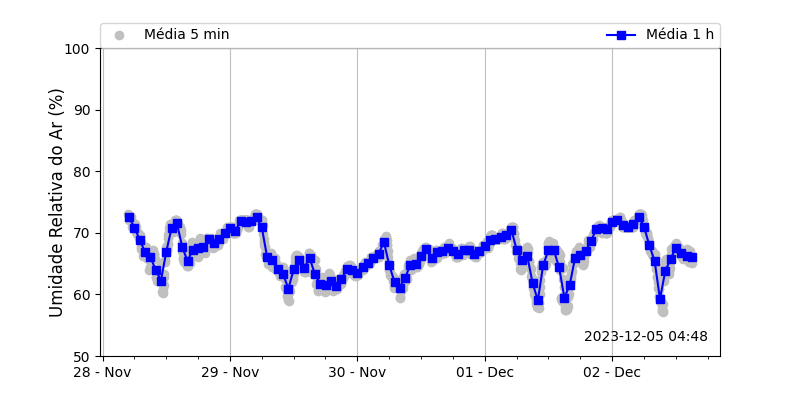 Média 5 min
Média 1 h
Umidade Relativa do Ar (%)
100
90
80
70
60
50
2023-12-05 04:48
28 - Nov
29 - Nov
30 - Nov
01 - Dec
02 - Dec